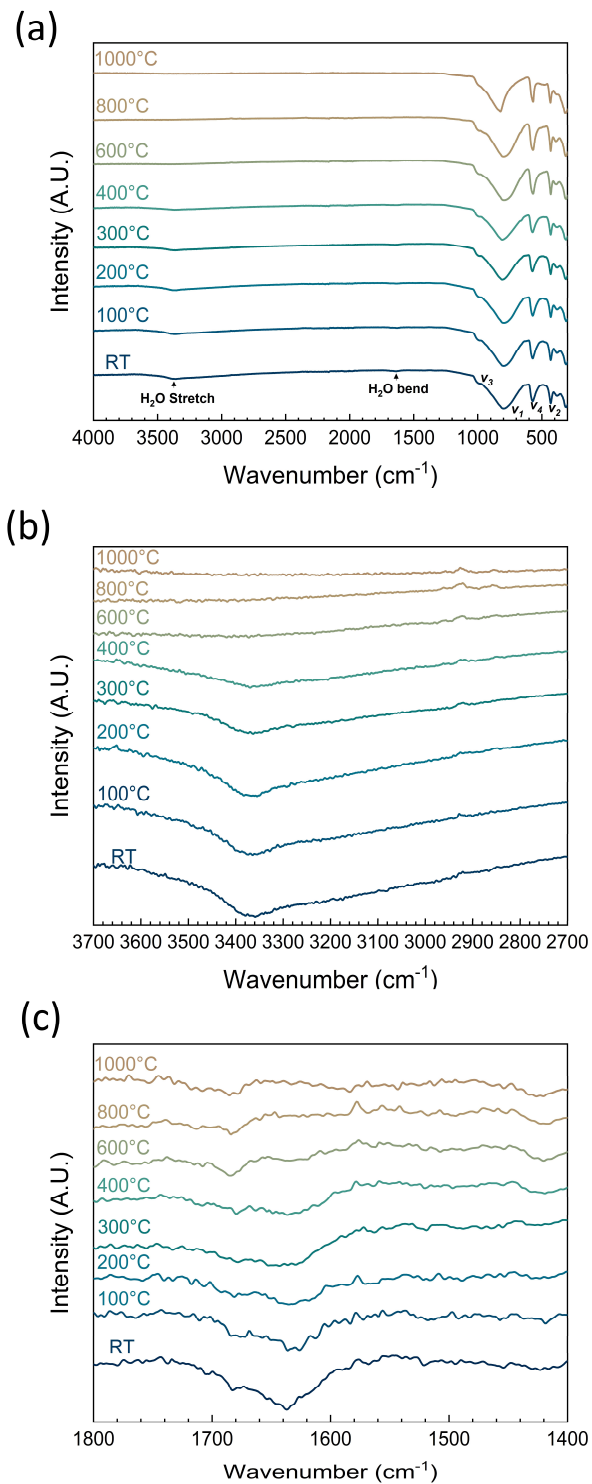 (a)
1000°C
800°C
600°C
400°C
300°C
200°C
100°C
RT
H2O Stretch
H2O bend
v3
v1
v4
v2
Intensity (A.U.)
4000 3500 3000 2500 2000 1500 1000 500
Wavenumber (cm-1)
(b)
1000°C
800°C
600°C
400°C
300°C
200°C
100°C
RT
Intensity (A.U.)
3700 3600 3500 3400 3300 3200 3100 3000 2900 2800 2700
Wavenumber (cm-1)
(c)
1000°C
800°C
600°C
400°C
300°C
200°C
100°C
RT
Intensity (A.U.)
1800 1700 1600 1500 1400
Wavenumber (cm-1)